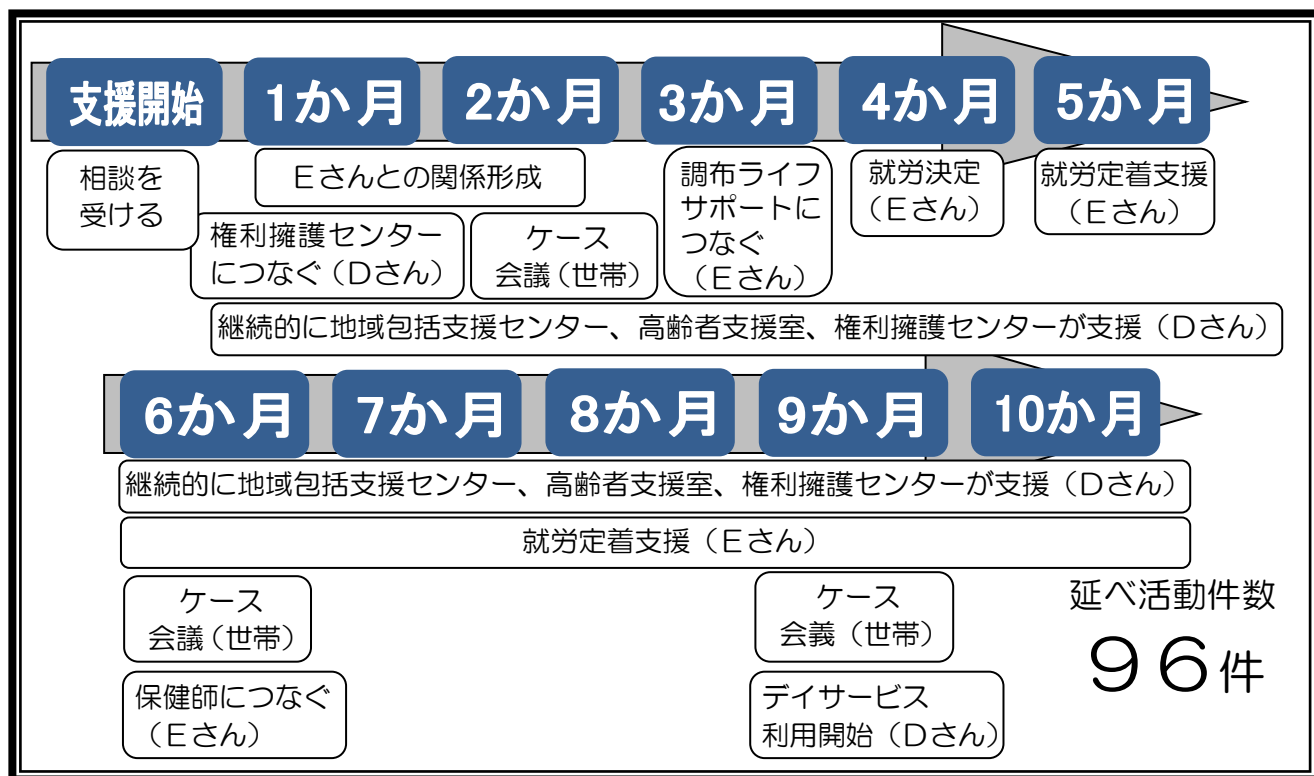 支援開始
1か月
2か月
3か月
4か月
5か月
相談を
受ける
Eさんとの関係形成
権利擁護センター
につなぐ(Dさん)
ケース
会議(世帯)
調布ライフ
サポートに
つなぐ
(Eさん)
就労決定
(Eさん)
就労定着支援
(Eさん)
継続的に地域包括支援センター、高齢者支援室、権利擁護センターが支援(Dさん)
6か月
7か月
8か月
9か月
10か月
継続的に地域包括支援センター、高齢者支援室、権利擁護センターが支援(Dさん)
就労定着支援(Eさん)
ケース
会議(世帯)
保健師につなぐ
(Eさん)
ケース
会義(世帯)
デイサービス
利用開始(Dさん)
延べ活動件数
96件